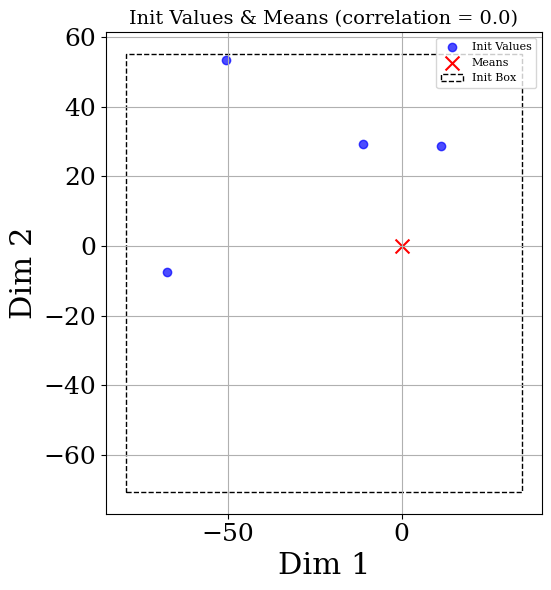 Init Values & Means (correlation = 0.0)
Init Values
Means
Init Box
60
40
20
0
−20
−40
−60
Dim 2
−50
0
Dim 1